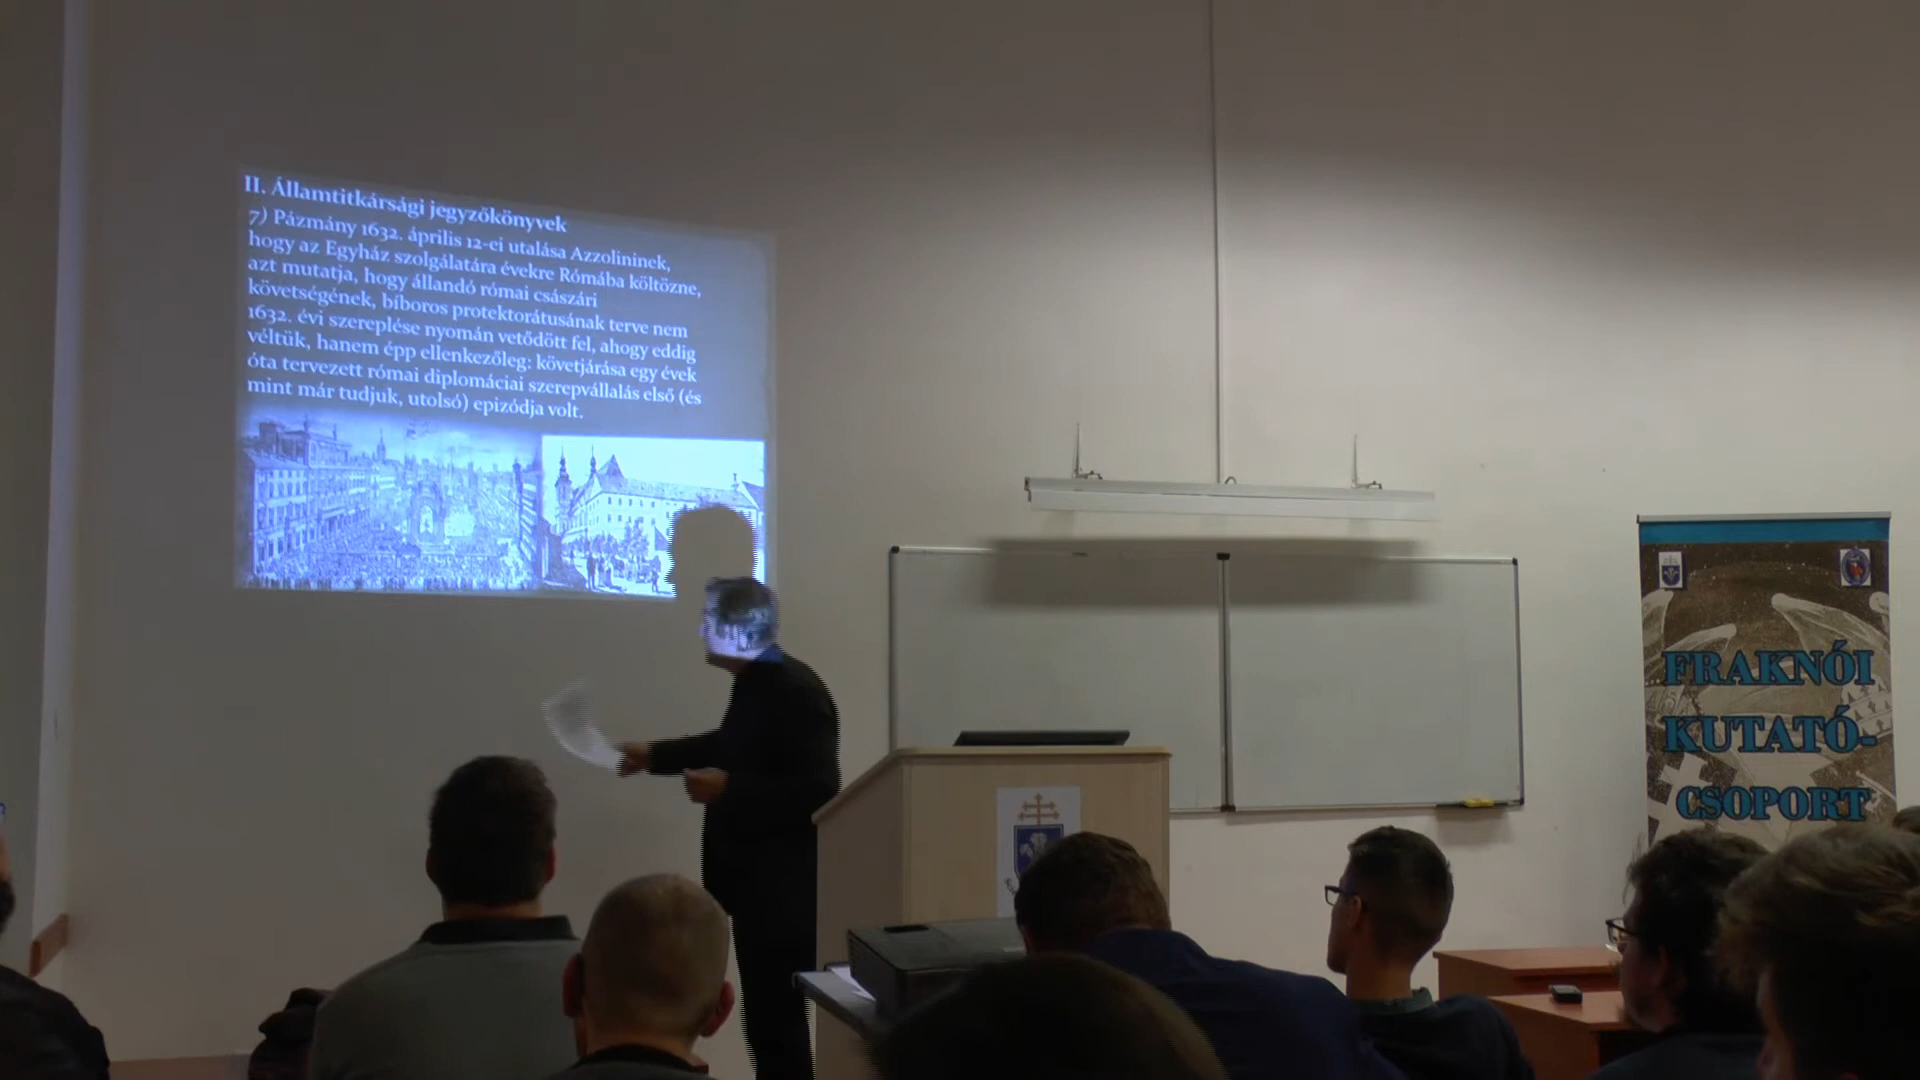 II. Államtitkársági jegyzőkönyvek
7) Pázmány 1632. április 12-ei utalása Azzolininek,
hogy az Egyház szolgálatára évekre Rómába költözne,
azt mutatja, hogy állandó római császári
követségének, bíboros protektorátusának terve nem
1632. évi szereplése nyomán vetődött fel, ahogy eddig
véltük, hanem épp ellenkezőleg: követjárása egy évek
óta tervezett római diplomáciai szerepvállalás első (és
mint már tudjuk, utolsó) epizódja volt.
FRAKNÓI
KUTATÓ-
CSOPORT